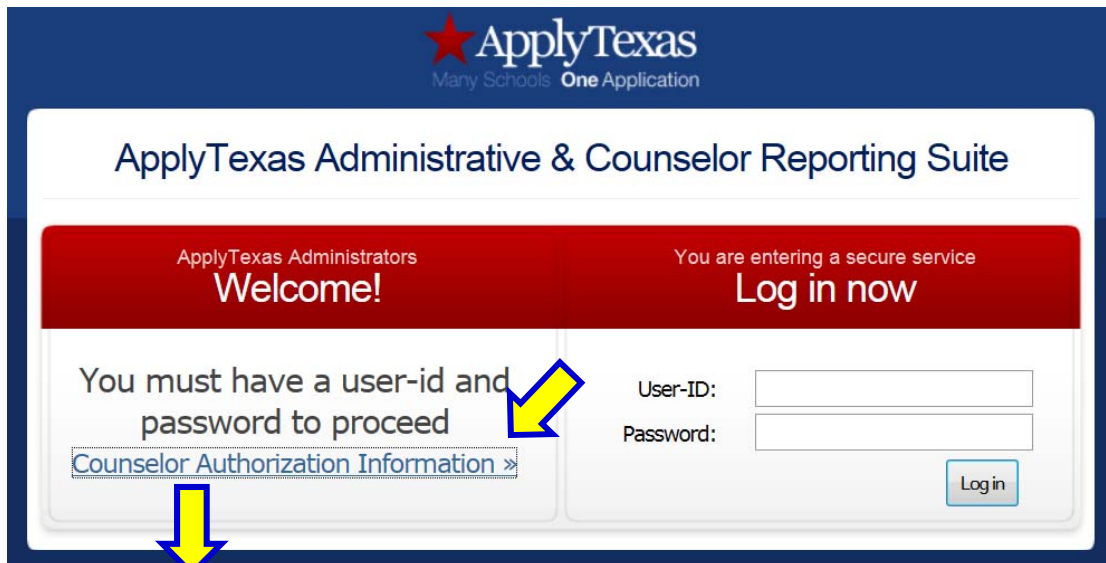 ApplyTexas
Many Schools One Application
ApplyTexas Administrative & Counselor Reporting Suite
ApplyTexas Administrators
Welcome!
You must have a user-id and
password to proceed
Counselor Authorization Information »
You are entering a secure service
Log in now
User-ID:
Password:
Log in